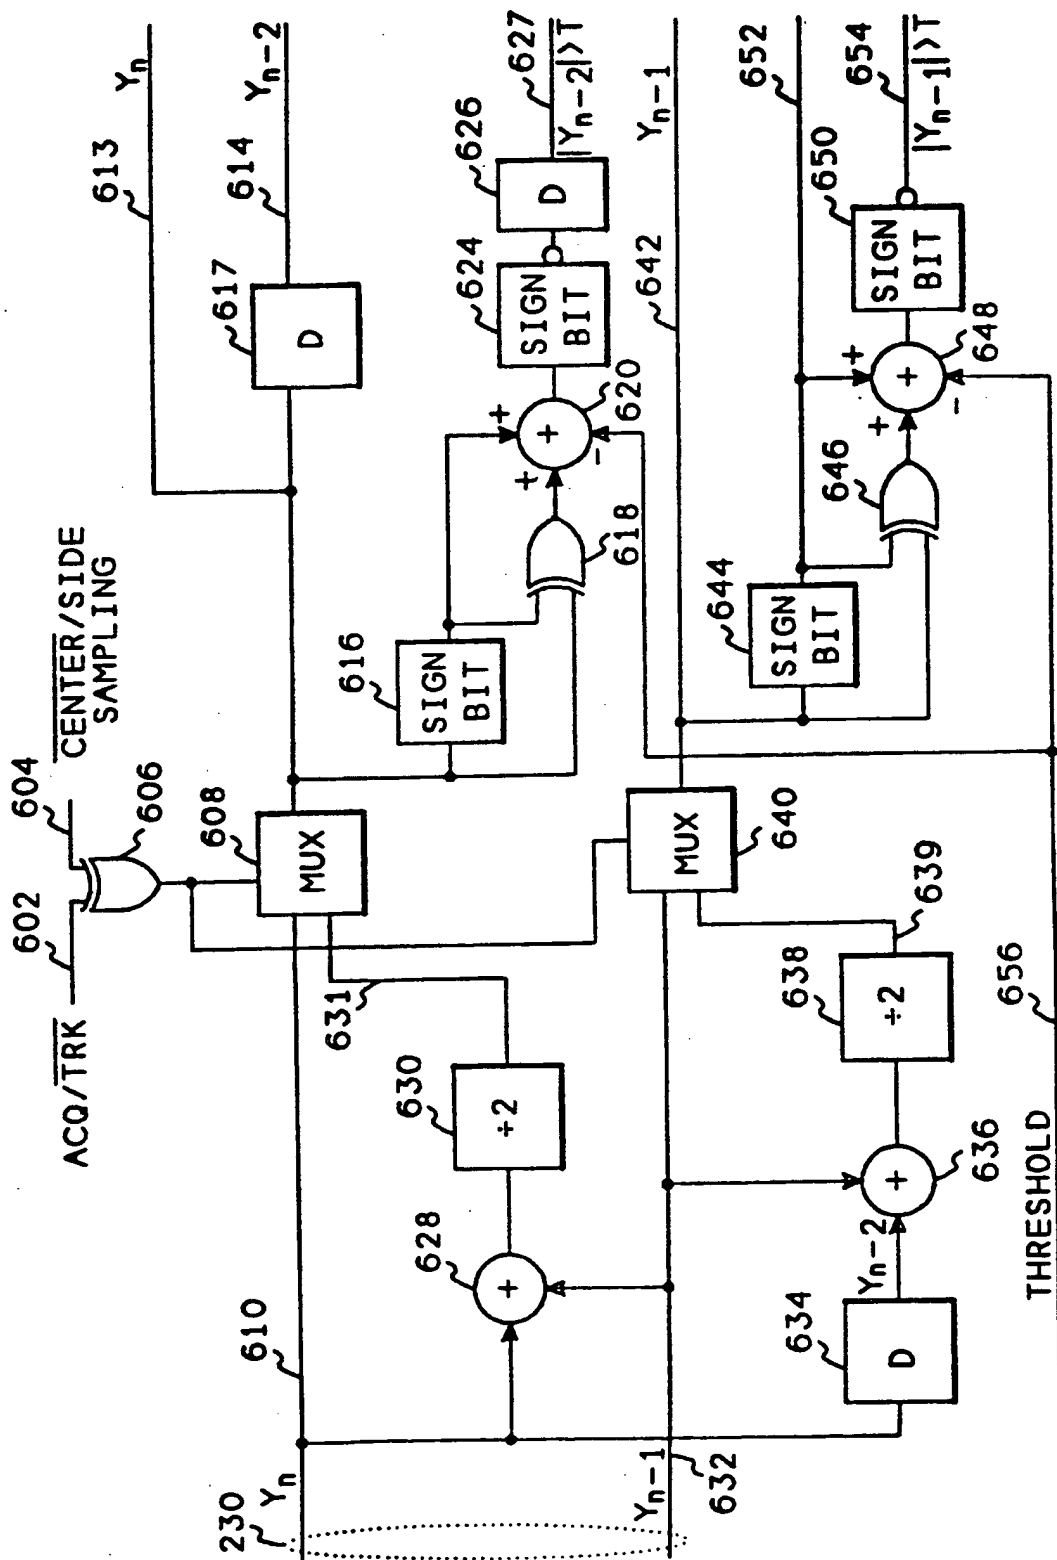 602 604
ACQ/T̅R̅K̅ C̅E̅N̅T̅E̅R̅/SIDE
SAMPLING
606
613
Yn
230
Yn
610
608
MUX
617
D
614
Yn-2
631
616
SIGN
BIT
628
+
630
÷2
618
+
+
+
-
620
624
SIGN
BIT
626
D
627
|Yn-2|>T
Yn-1
632
640
MUX
642
Yn-1
644
SIGN
BIT
652
634
D
Yn-2
+
636
638
÷2
639
646
+
+
+
-
648
650
SIGN
BIT
654
|Yn-1|>T
THRESHOLD
656